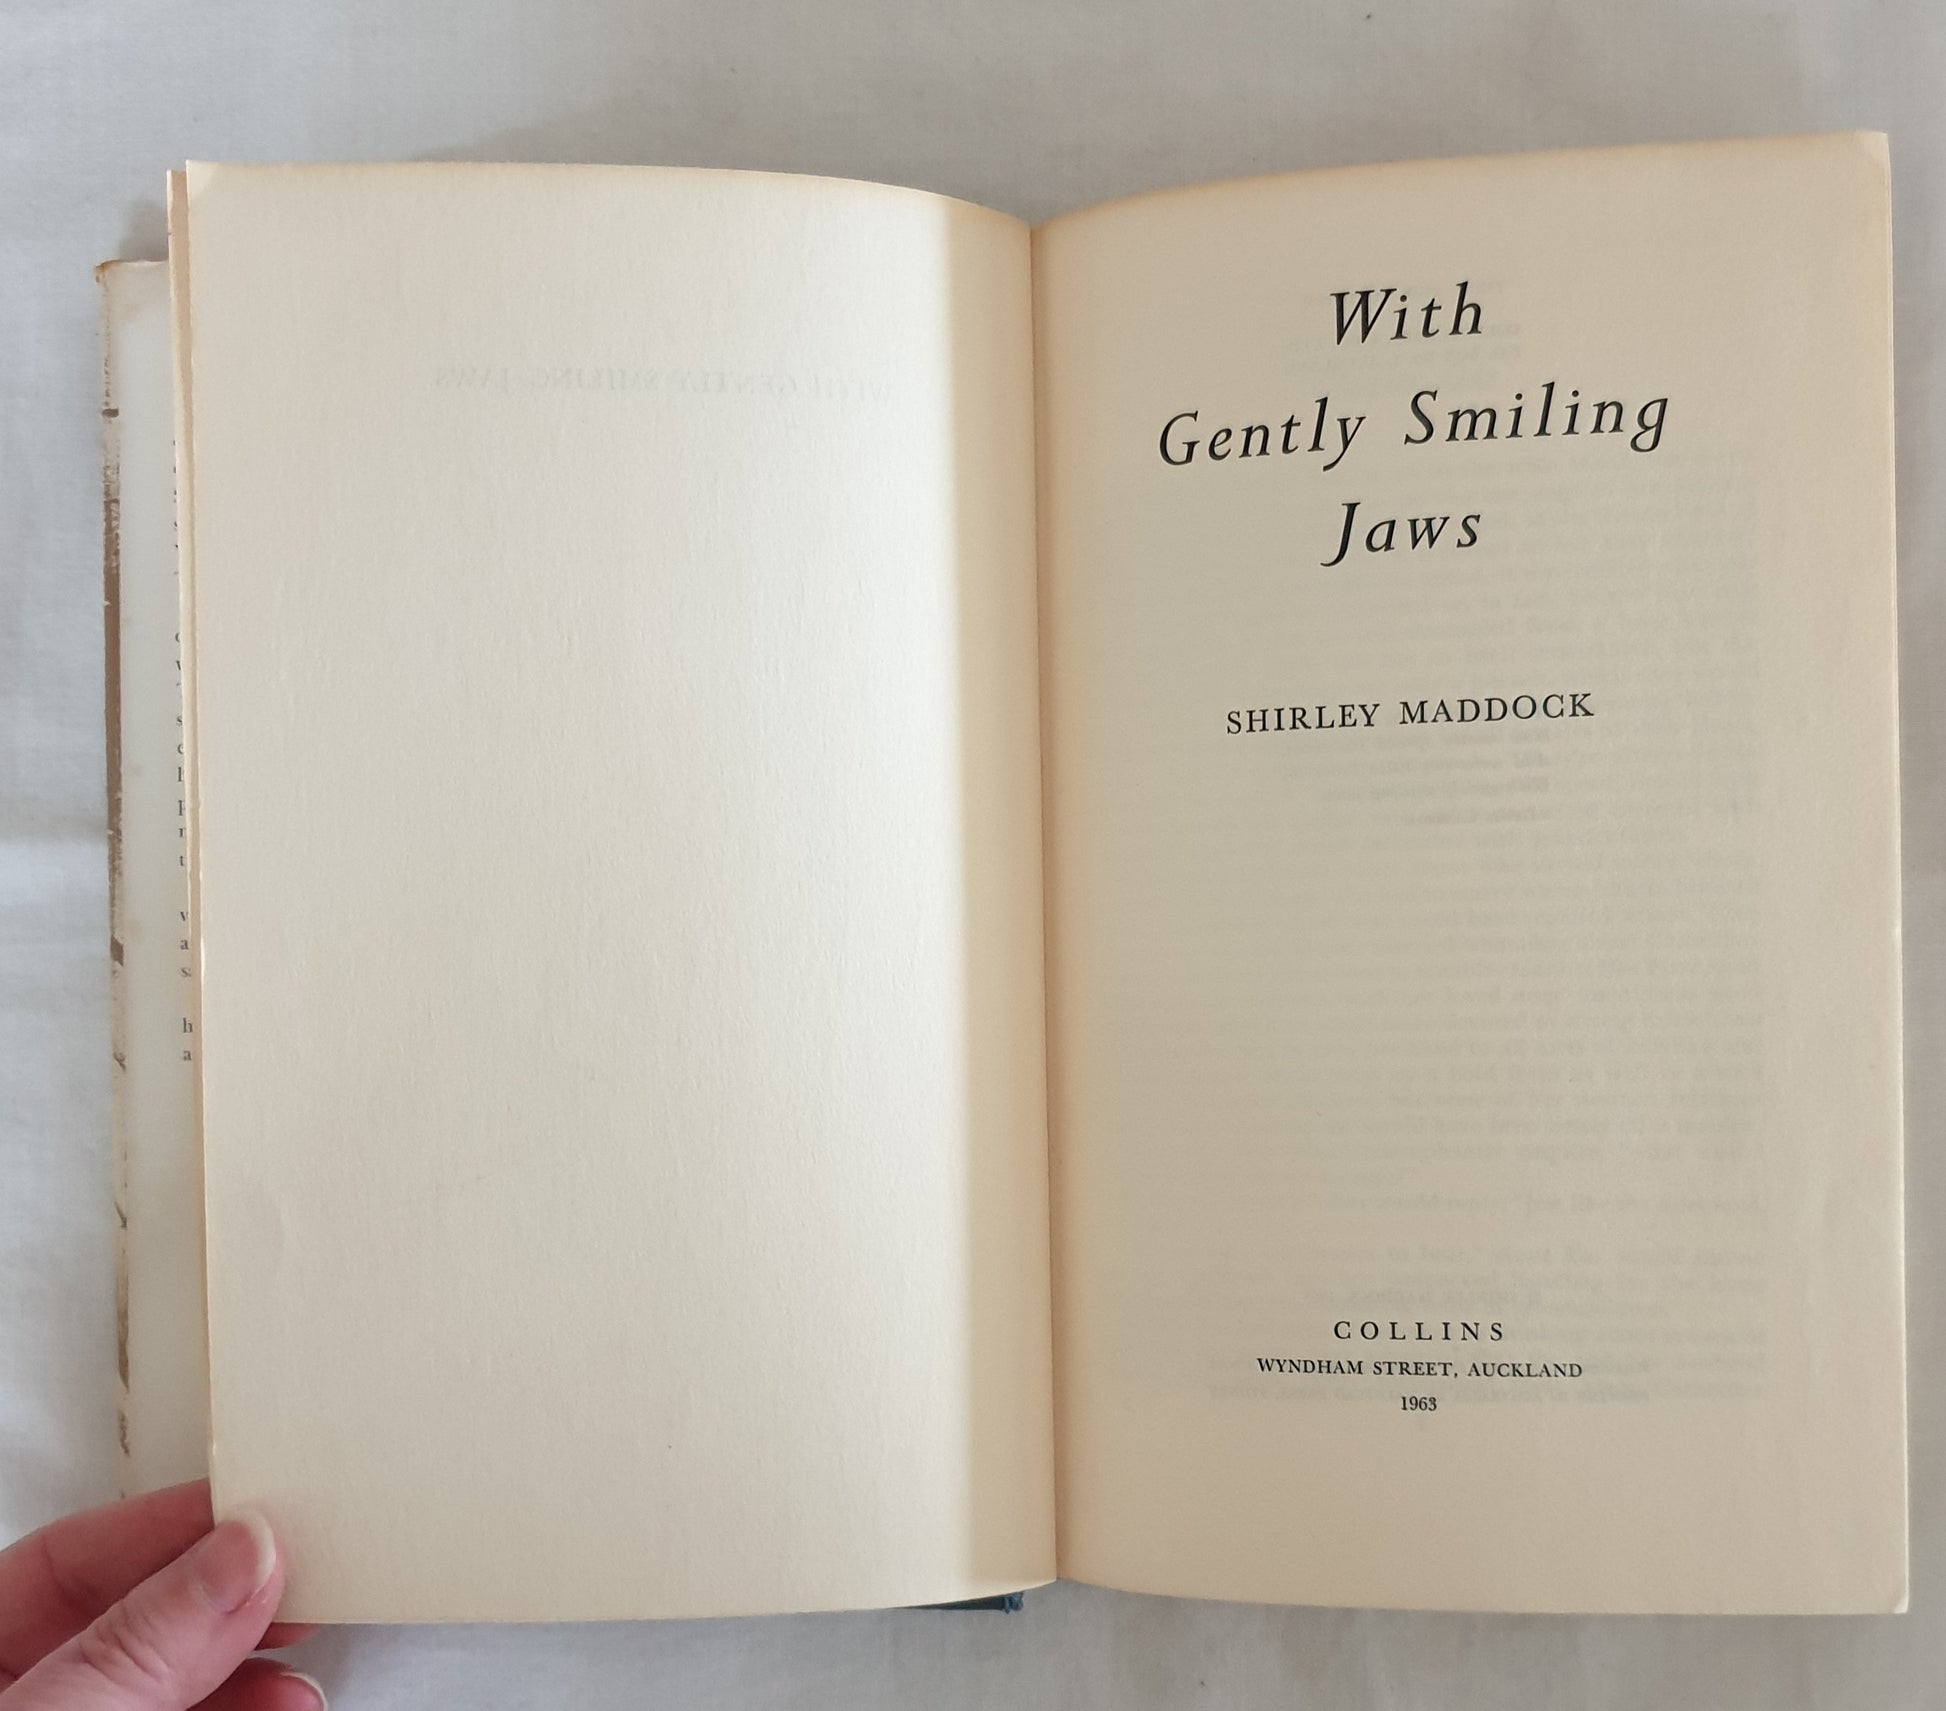 With
Gently Smiling
Jaws
SHIRLEY MADDOCK
COLLINS
WYNDHAM STREET, AUCKLAND
1963